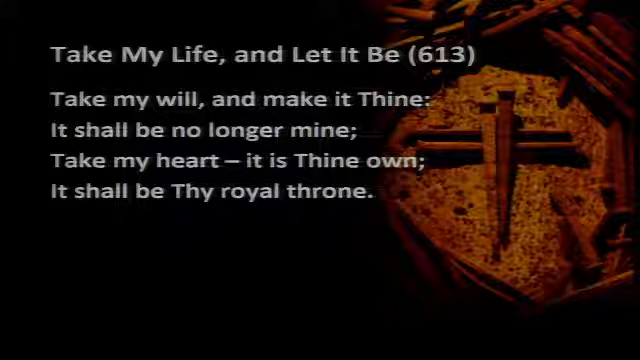 Take My Life, and Let It Be (613)
Take my will, and make it Thine:
It shall be no longer mine;
Take my heart – it is Thine own;
It shall be Thy royal throne.